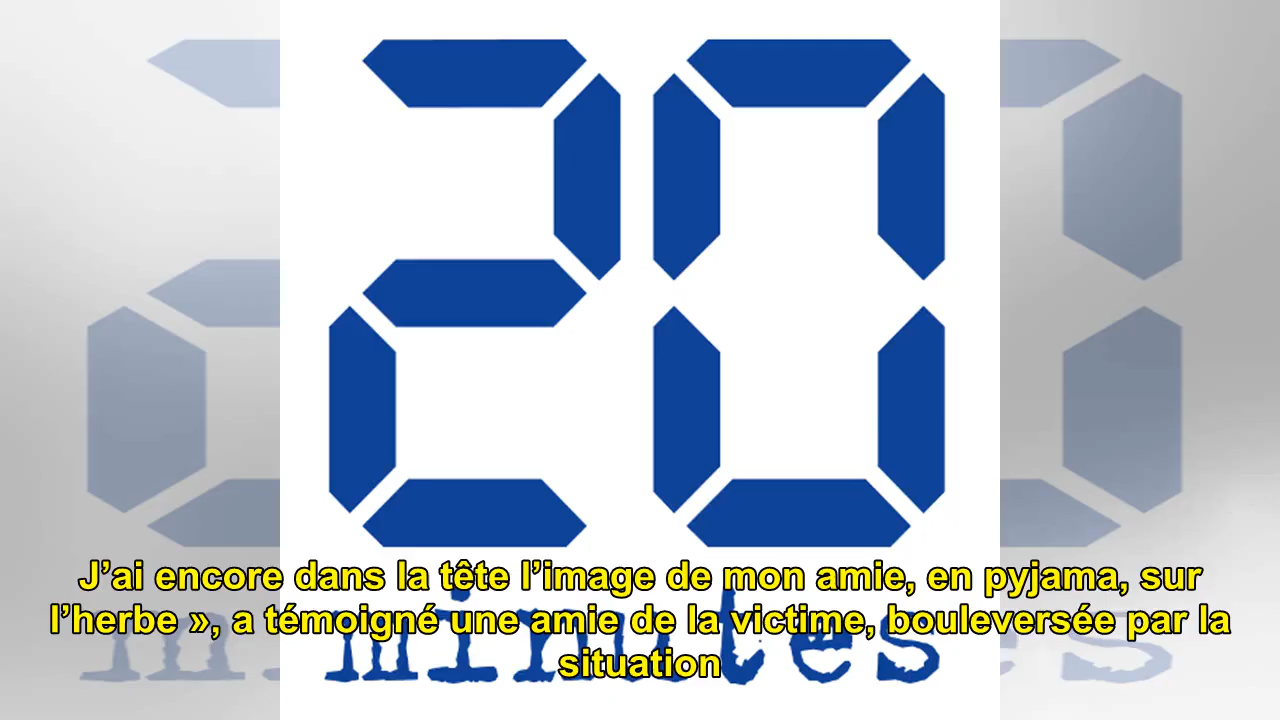 20
J’ai encore dans la tête l’image de mon amie, en pyjama, sur
l’herbe », a témoigné une amie de la victime, bouleversée par la
situation
minutes